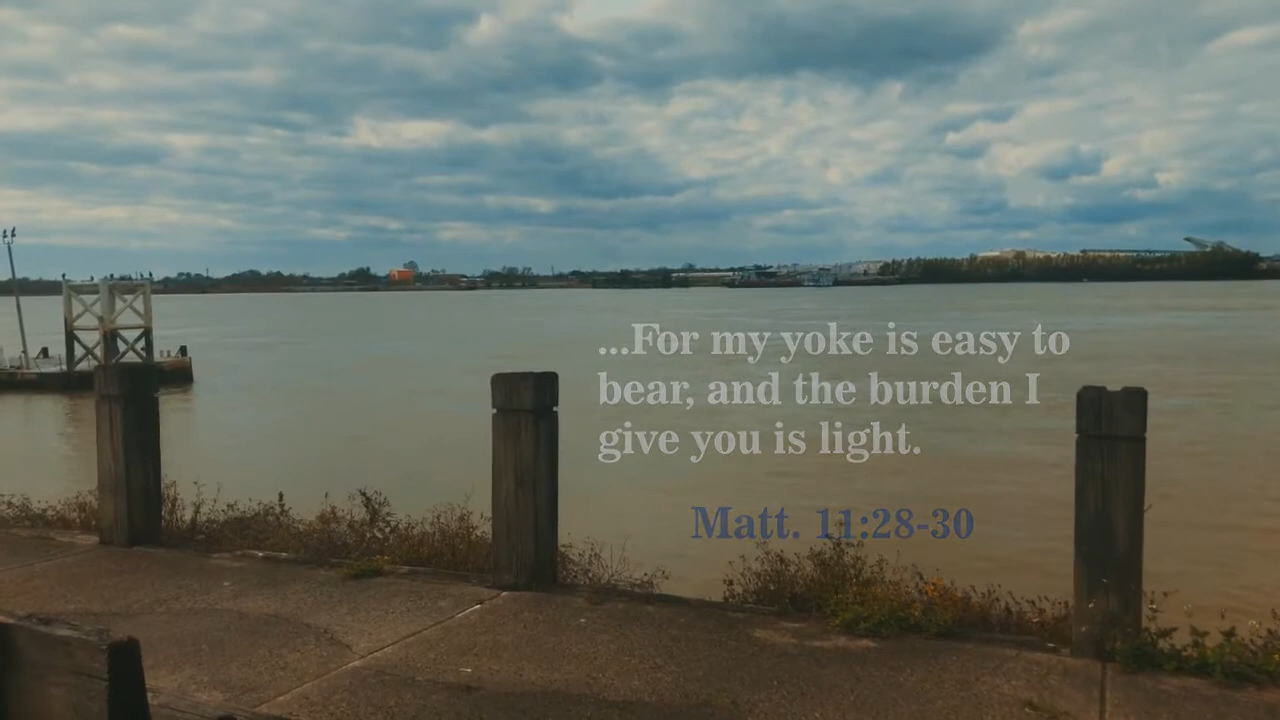 ...For my yoke is easy to
bear, and the burden I
give you is light.
Matt. 11:28-30